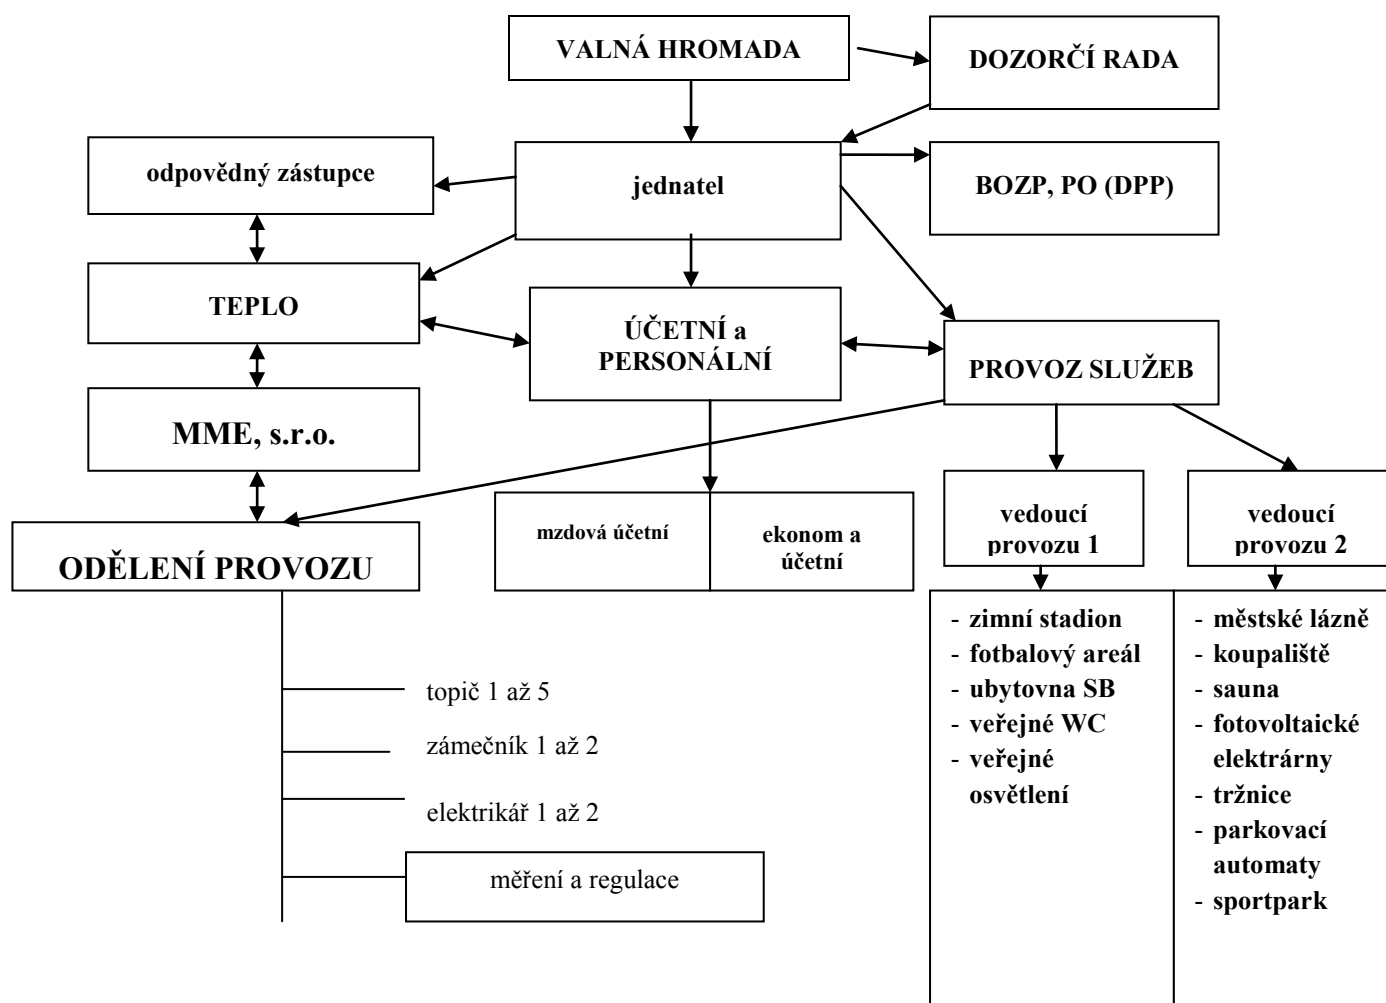 VALNÁ HROMADA
DOZORČÍ RADA
odpovědný zástupce
jednatel
BOZP, PO (DPP)
TEPLO
ÚČETNÍ a
PERSONÁLNÍ
PROVOZ SLUŽEB
MME, s.r.o.
ODĚLENÍ PROVOZU
mzdová účetní
ekonom a
účetní
vedoucí
provozu 1
vedoucí
provozu 2
topič 1 až 5
zámečník 1 až 2
elektrikář 1 až 2
měření a regulace
- zimní stadion
- fotbalový areál
- ubytovna SB
- veřejné WC
- veřejné
osvětlení
- městské lázně
- koupaliště
- sauna
- fotovoltaické
elektrárny
- tržnice
- parkovací
automaty
- sportpark